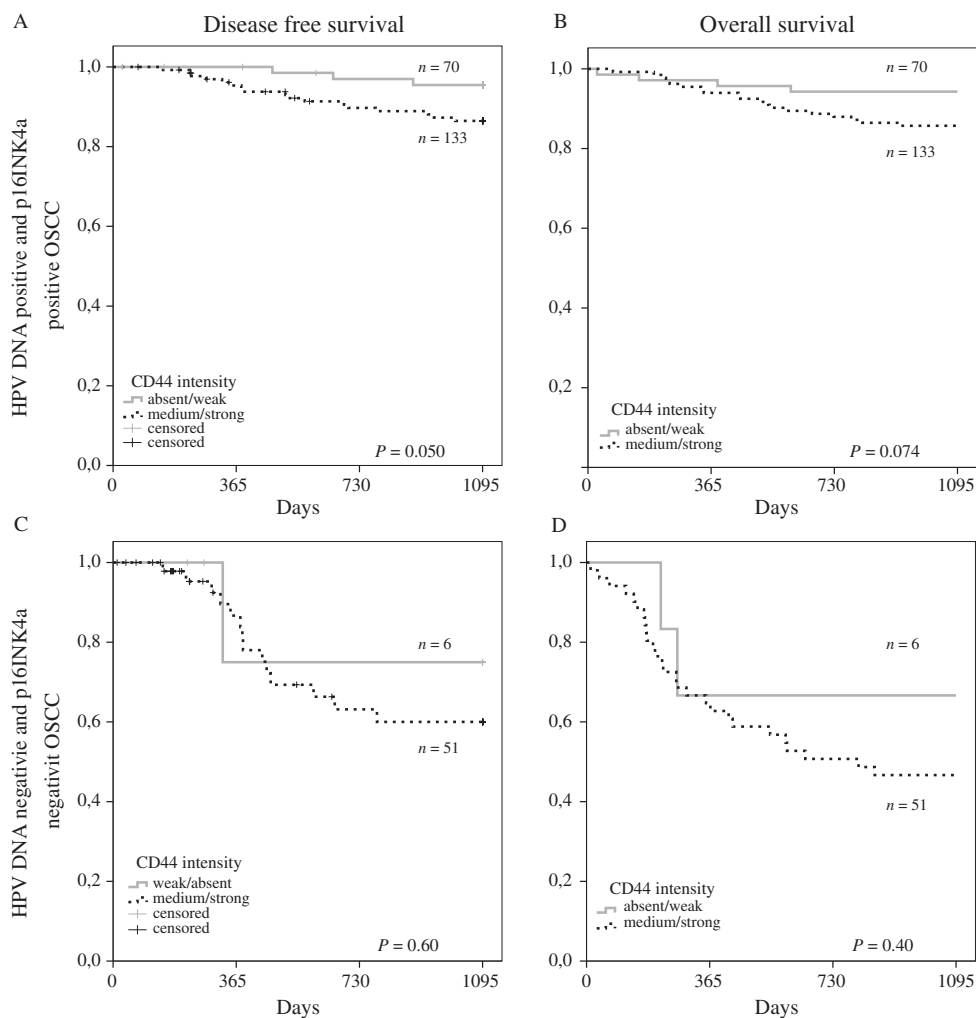 A
Disease free survival
1,0
0,8
0,6
0,4
0,2
0,0
n = 70
n = 133
HPV DNA positive and p16INK4a
positive OSCC
CD44 intensity
absent/weak
medium/strong
censored
censored
P = 0.050
0
365
730
1095
Days
B
Overall survival
1,0
0,8
0,6
0,4
0,2
n = 70
n = 133
CD44 intensity
absent/weak
medium/strong
P = 0.074
0
365
730
1095
Days
C
1,0
0,8
0,6
0,4
0,2
0,0
n = 6
n = 51
HPV DNA negativie and p16INK4a
negativit OSCC
CD44 intensity
weak/absent
medium/strong
censored
censored
P = 0.60
0
365
730
1095
Days
D
1,0
0,8
0,6
0,4
0,2
0,0
n = 6
n = 51
CD44 intensity
absent/weak
medium/strong
P = 0.40
0
365
730
1095
Days